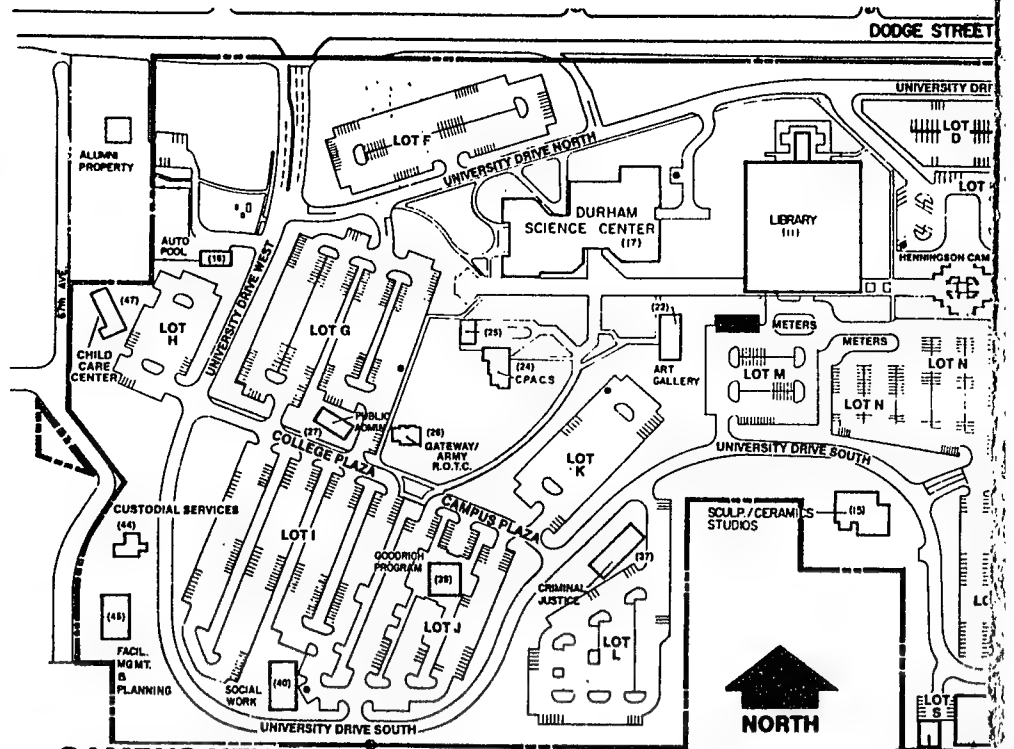 DODGE STREET
UNIVERSITY DRI
LOT
D
LOT F
ALUMNI
PROPERTY
UNIVERSITY DRIVE NORTH
LOT
DURHAM
SCIENCE CENTER
(17)
LIBRARY
(11)
AUTO
POOL
HENNINGSON CAM
67th AVE.
(47)
UNIVERSITY DRIVE WEST
LOT
H
LOT G
(25)
(22)
METERS
METERS
CHILD
CARE
CENTER
(24)
C.P.A.C.S
ART
GALLERY
LOT M
LOT N
LOT N
PUBLIC
ADMIN
(27)
(26)
GATEWAY/
ARMY
R.O.T.C.
COLLEGE PLAZA
LOT
K
UNIVERSITY DRIVE SOUTH
CAMPUS PLAZA
CUSTODIAL SERVICES
(44)
SCULP./CERAMICS
STUDIOS
(15)
LOT I
GOODRICH
PROGRAM
(37)
CRIMINAL
JUSTICE
LOT J
LOT
L
FACIL.
MGMT.
&
PLANNING
SOCIAL
WORK
(40)
UNIVERSITY DRIVE SOUTH
NORTH
LOT
S